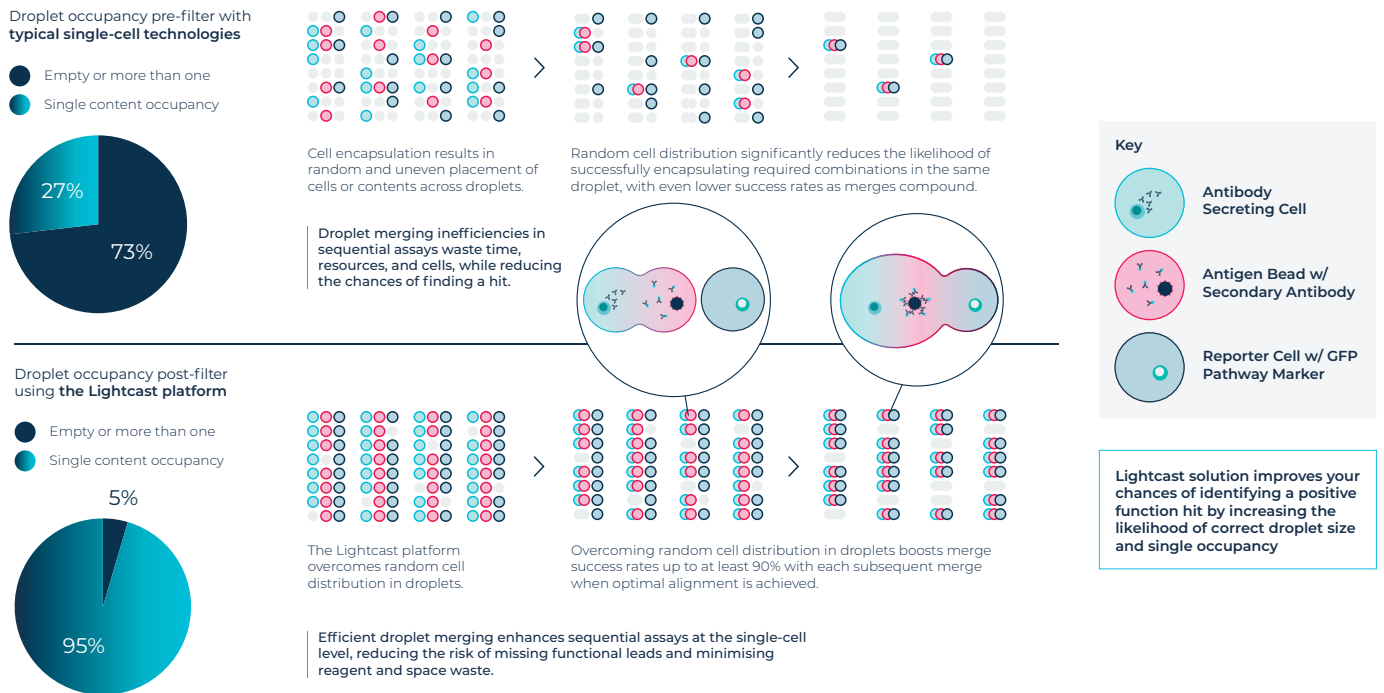 Droplet occupancy pre-filter with
typical single-cell technologies
Empty or more than one
Single content occupancy
27%
73%
Cell encapsulation results in
random and uneven placement of
cells or contents across droplets.
Random cell distribution significantly reduces the likelihood of
successfully encapsulating required combinations in the same
droplet, with even lower success rates as merges compound.
Droplet merging inefficiencies in
sequential assays waste time,
resources, and cells, while reducing
the chances of finding a hit.
Key
Antibody
Secreting Cell
Antigen Bead w/
Secondary Antibody
Reporter Cell w/ GFP
Pathway Marker
Droplet occupancy post-filter
using the Lightcast platform
Empty or more than one
Single content occupancy
5%
95%
The Lightcast platform
overcomes random cell
distribution in droplets.
Overcoming random cell distribution in droplets boosts merge
success rates up to at least 90% with each subsequent merge
when optimal alignment is achieved.
Efficient droplet merging enhances sequential assays at the single-cell
level, reducing the risk of missing functional leads and minimising
reagent and space waste.
Lightcast solution improves your
chances of identifying a positive
function hit by increasing the
likelihood of correct droplet size
and single occupancy